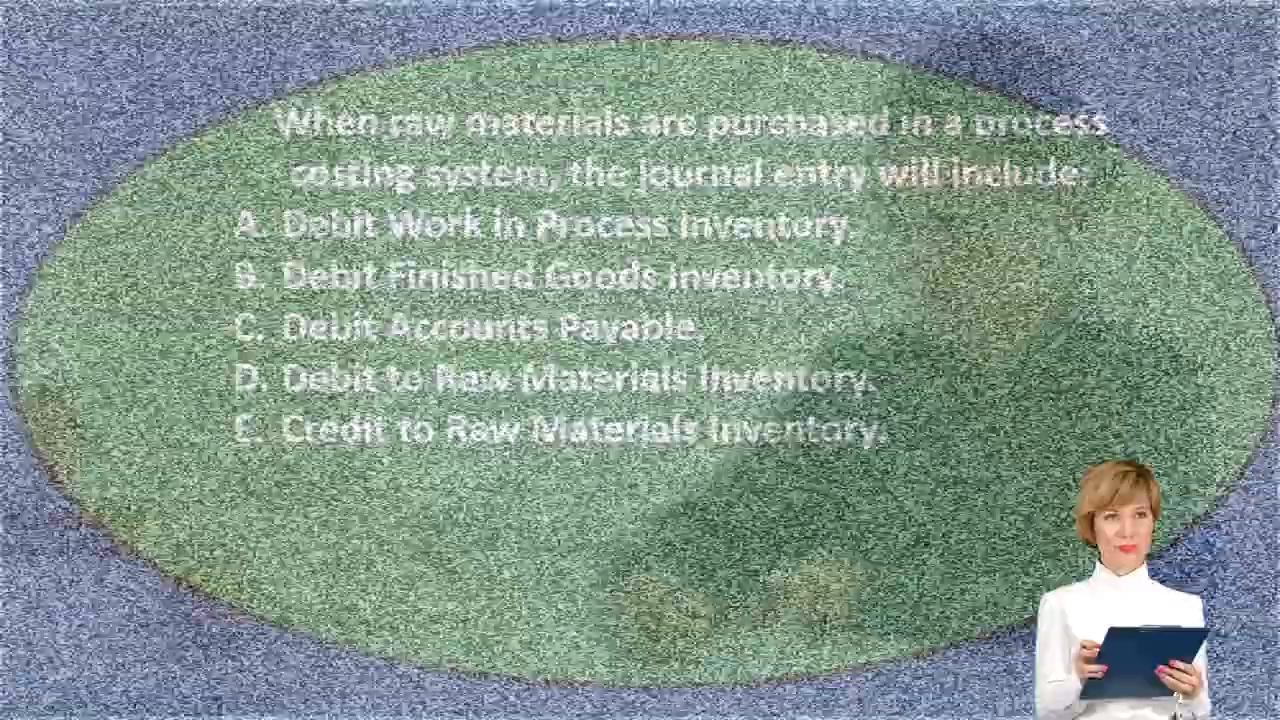 When raw materials are purchased in a process
costing system, the journal entry will include:
A. Debit Work in Process Inventory.
B. Debit Finished Goods Inventory.
C. Debit Accounts Payable.
D. Debit to Raw Materials Inventory.
E. Credit to Raw Materials Inventory.